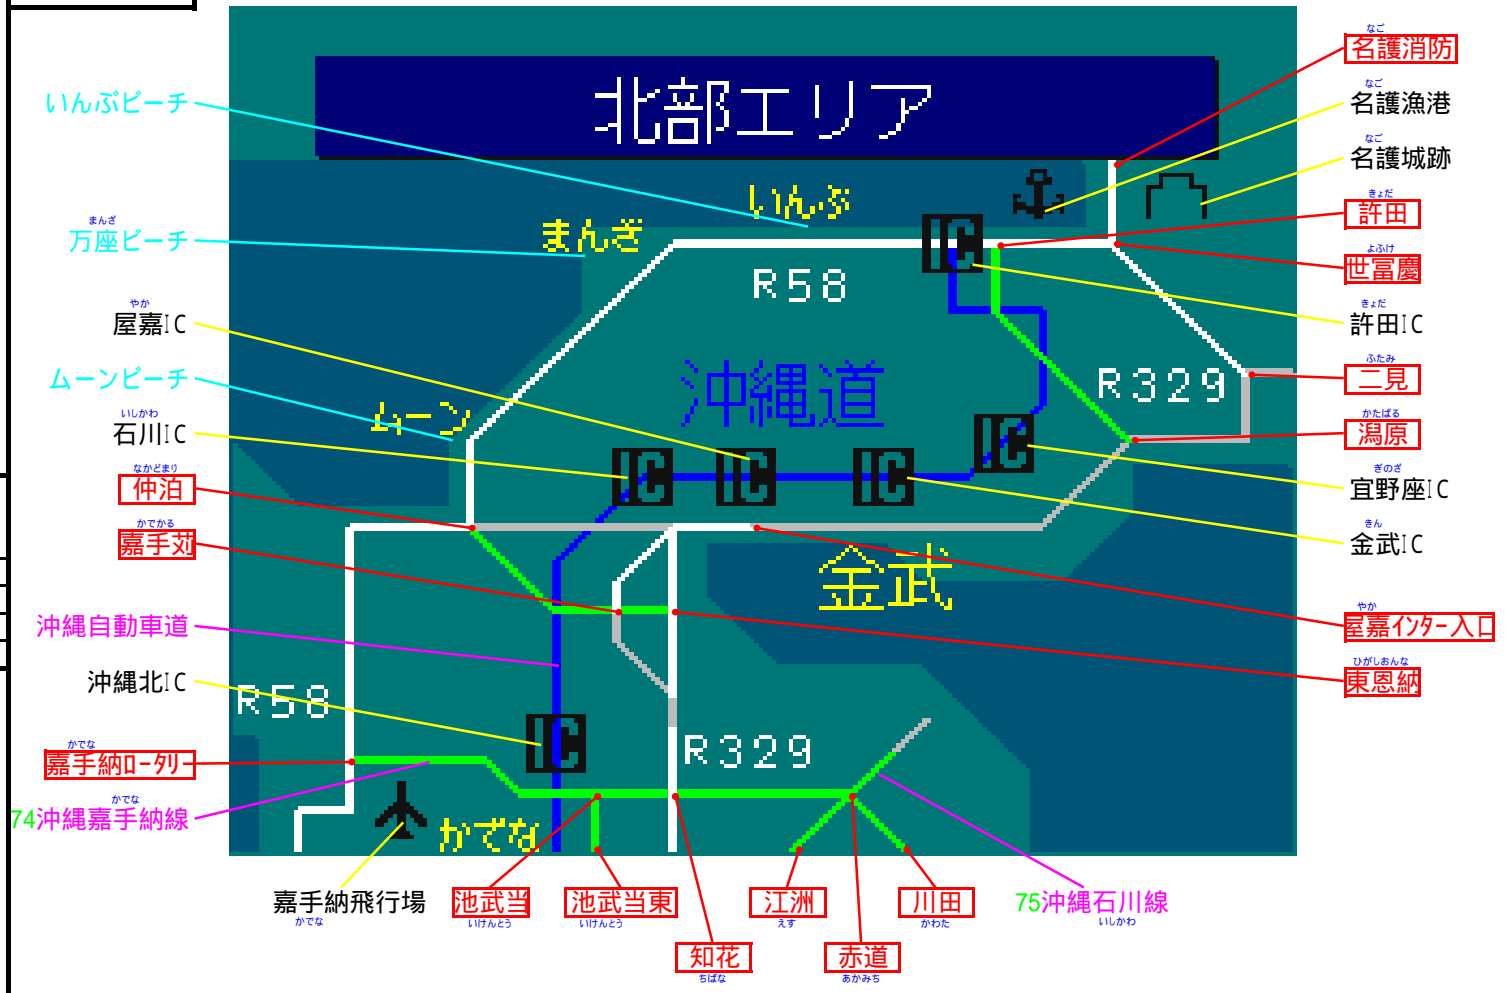 北部エリア
なご
名護消防
いんぶビーチ
なご
名護漁港
なご
名護城跡
いんぶ
きょだ
許田
まんざ
万座ビーチ
まんざ
IC
よふけ
世冨慶
R58
やか
屋嘉IC
きょだ
許田IC
沖縄道
R329
ふたみ
二見
ムーンビーチ
ムーン
いしかわ
石川IC
かたばる
潟原
IC
IC
IC
IC
なかどまり
仲泊
ぎのざ
宜野座IC
かでかる
嘉手苅
きん
金武IC
金武
沖縄自動車道
やか
屋嘉インター入口
沖縄北IC
ひがしおんな
東恩納
R58
IC
R329
かでな
嘉手納ロータリー
かでな
74沖縄嘉手納線
かでな
嘉手納飛行場
かでな
池武当
いけんとう
池武当東
いけんとう
江洲
えす
川田
かわた
75沖縄石川線
いしかわ
知花
ちばな
赤道
あかみち